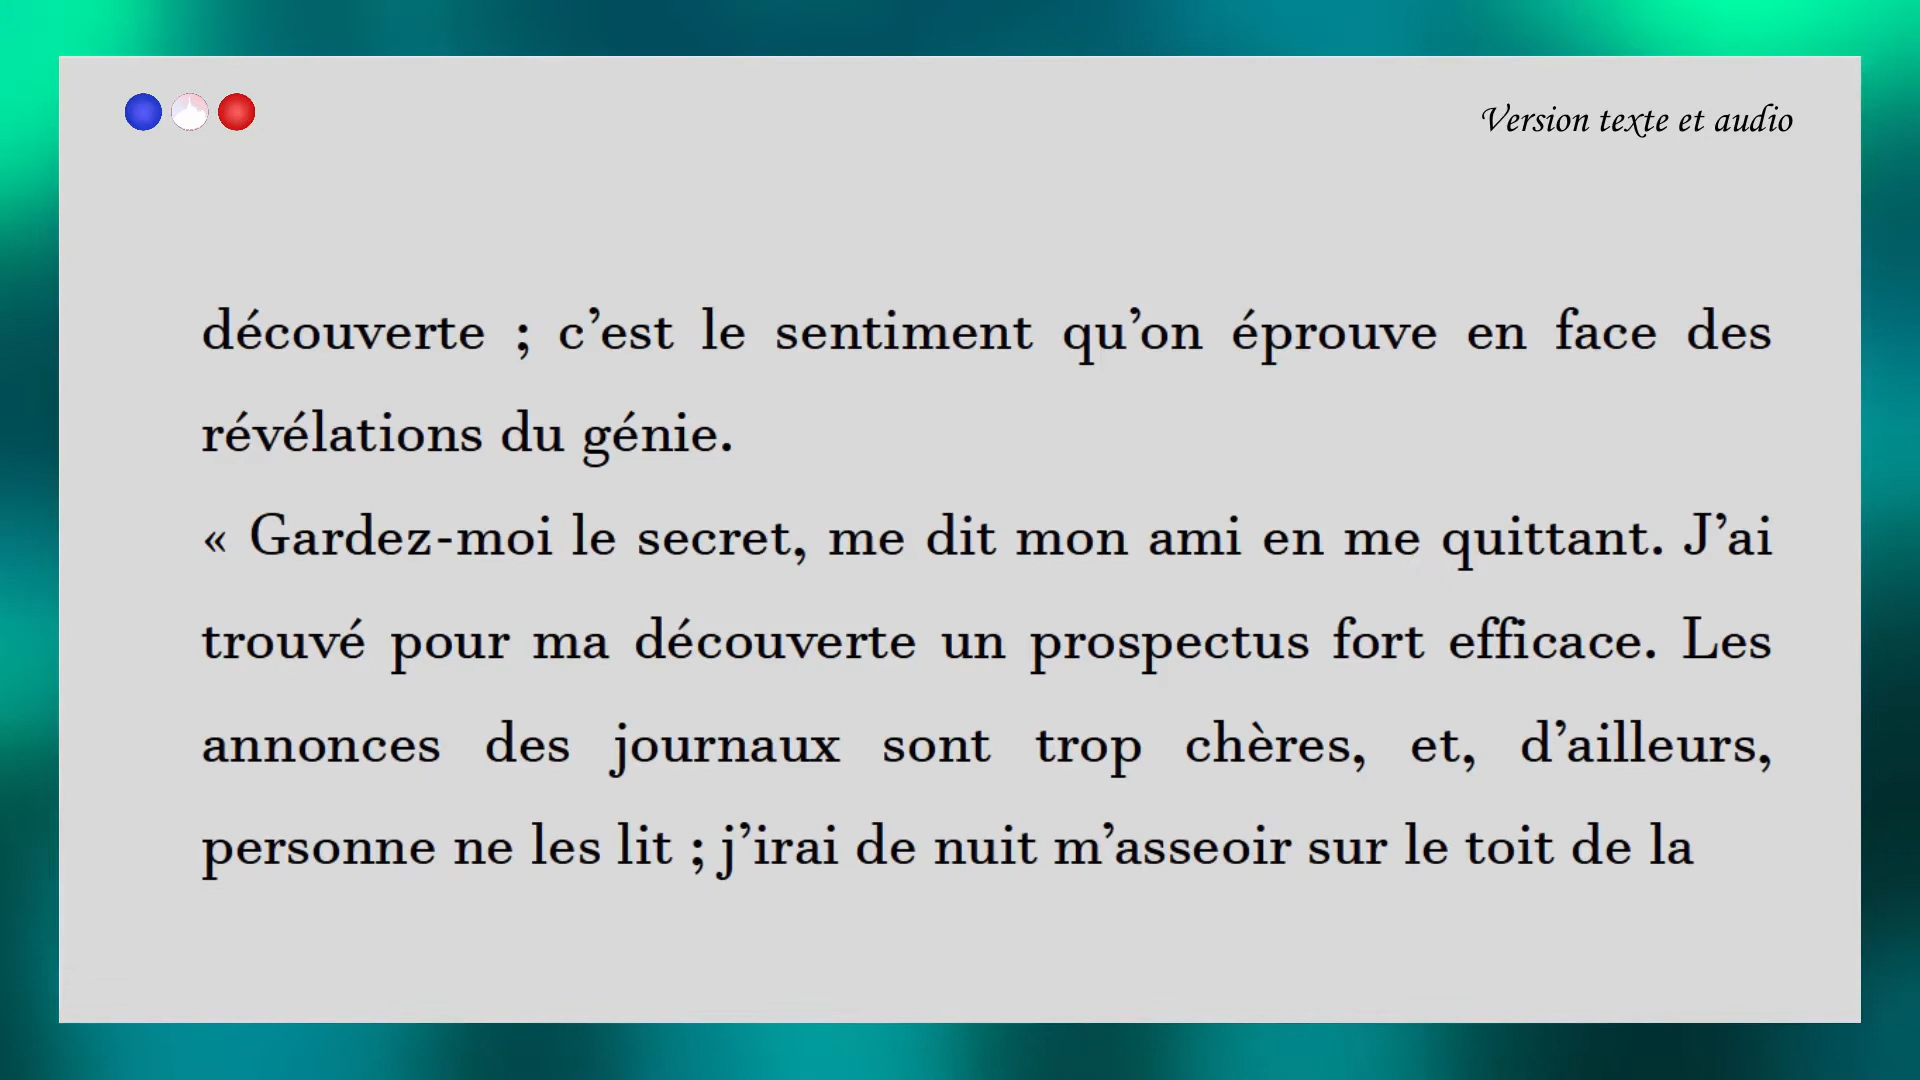 Version texte et audio
découverte ; c’est le sentiment qu’on éprouve en face des
révélations du génie.
« Gardez-moi le secret, me dit mon ami en me quittant. J’ai
trouvé pour ma découverte un prospectus fort efficace. Les
annonces des journaux sont trop chères, et, d’ailleurs,
personne ne les lit ; j’irai de nuit m’asseoir sur le toit de la